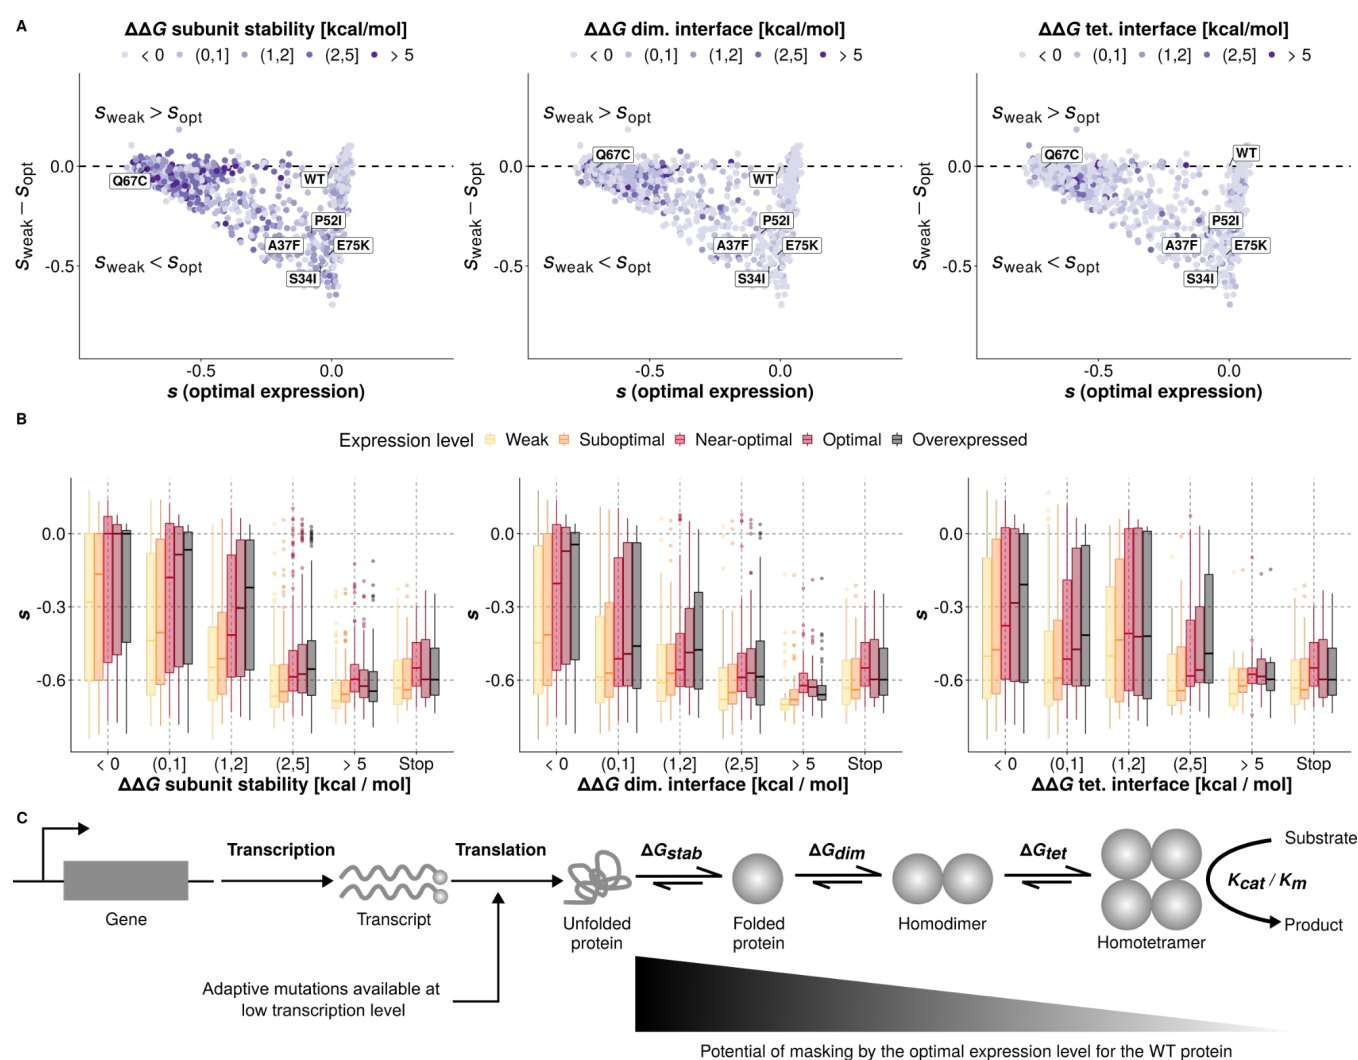 A
ΔΔG subunit stability [kcal/mol]
< 0 (0,1] (1,2] (2,5] > 5
s_weak > s_opt
0.0
-0.5
s_weak − s_opt
Q67C
WT
P52I
A37F
E75K
S34I
s_weak < s_opt
-0.5 0.0
s (optimal expression)
ΔΔG dim. interface [kcal/mol]
< 0 (0,1] (1,2] (2,5] > 5
s_weak > s_opt
0.0
-0.5
s_weak − s_opt
Q67C
WT
P52I
A37F
E75K
S34I
s_weak < s_opt
-0.5 0.0
s (optimal expression)
ΔΔG tet. interface [kcal/mol]
< 0 (0,1] (1,2] (2,5] > 5
s_weak > s_opt
0.0
-0.5
s_weak − s_opt
Q67C
WT
P52I
A37F
E75K
S34I
s_weak < s_opt
-0.5 0.0
s (optimal expression)
B
Expression level Weak Suboptimal Near-optimal Optimal Overexpressed
0.0
-0.3
-0.6
s
< 0 (0,1] (1,2] (2,5] > 5 Stop
ΔΔG subunit stability [kcal / mol]
0.0
-0.3
-0.6
s
< 0 (0,1] (1,2] (2,5] > 5 Stop
ΔΔG dim. interface [kcal / mol]
0.0
-0.3
-0.6
s
< 0 (0,1] (1,2] (2,5] > 5 Stop
ΔΔG tet. interface [kcal / mol]
C
Gene
Transcription
Transcript
Translation
Unfolded
protein
ΔGstab
Folded
protein
ΔGdim
Homodimer
ΔGtet
Homotetramer
Substrate
Kcat / Km
Product
Adaptive mutations available at
low transcription level
Potential of masking by the optimal expression level for the WT protein